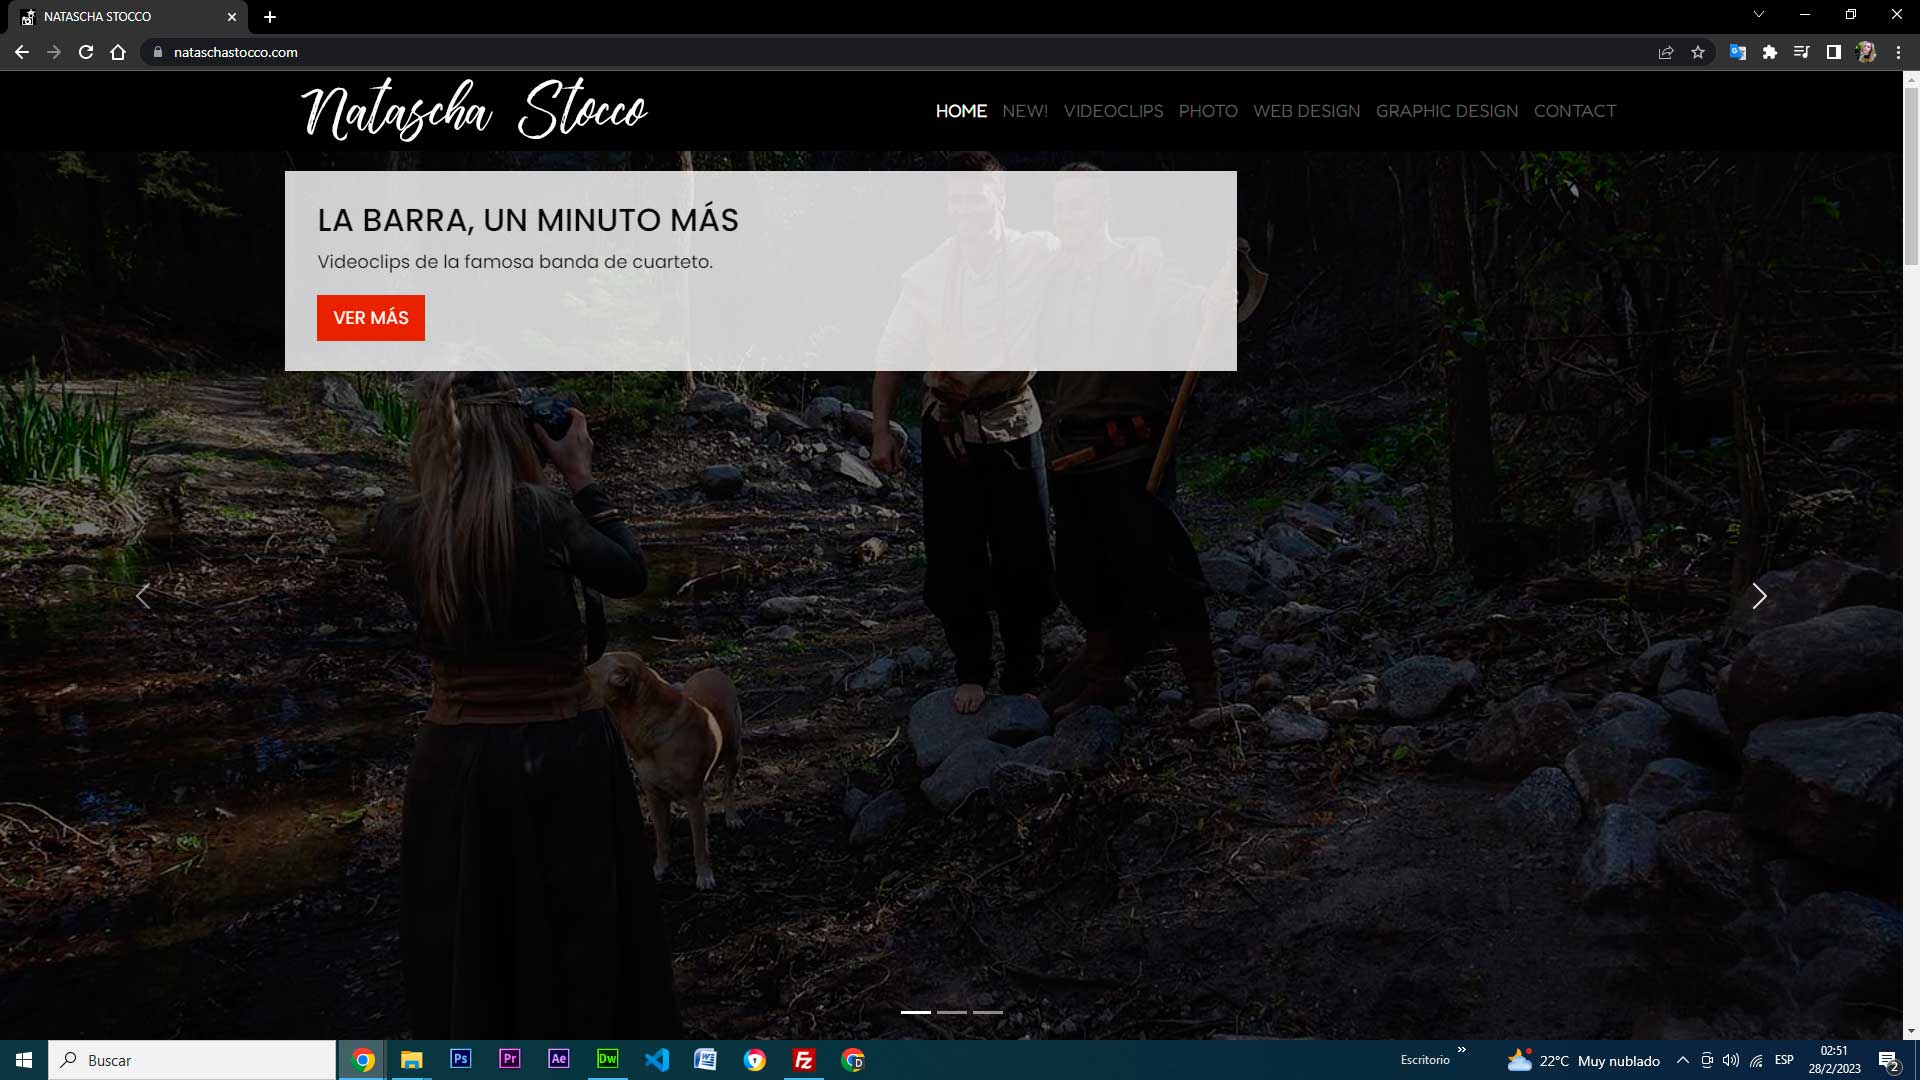 NATASCHA STOCCO
nataschastocco.com
Natascha Stocco
HOME NEW! VIDEOCLIPS PHOTO WEB DESIGN GRAPHIC DESIGN CONTACT
LA BARRA, UN MINUTO MÁS
Videoclips de la famosa banda de cuarteto.
VER MÁS
Buscar
Ps Pr Ae Dw
W
Fz
D
Escritorio
22°C Muy nublado
ESP
02:51
28/2/2023
2